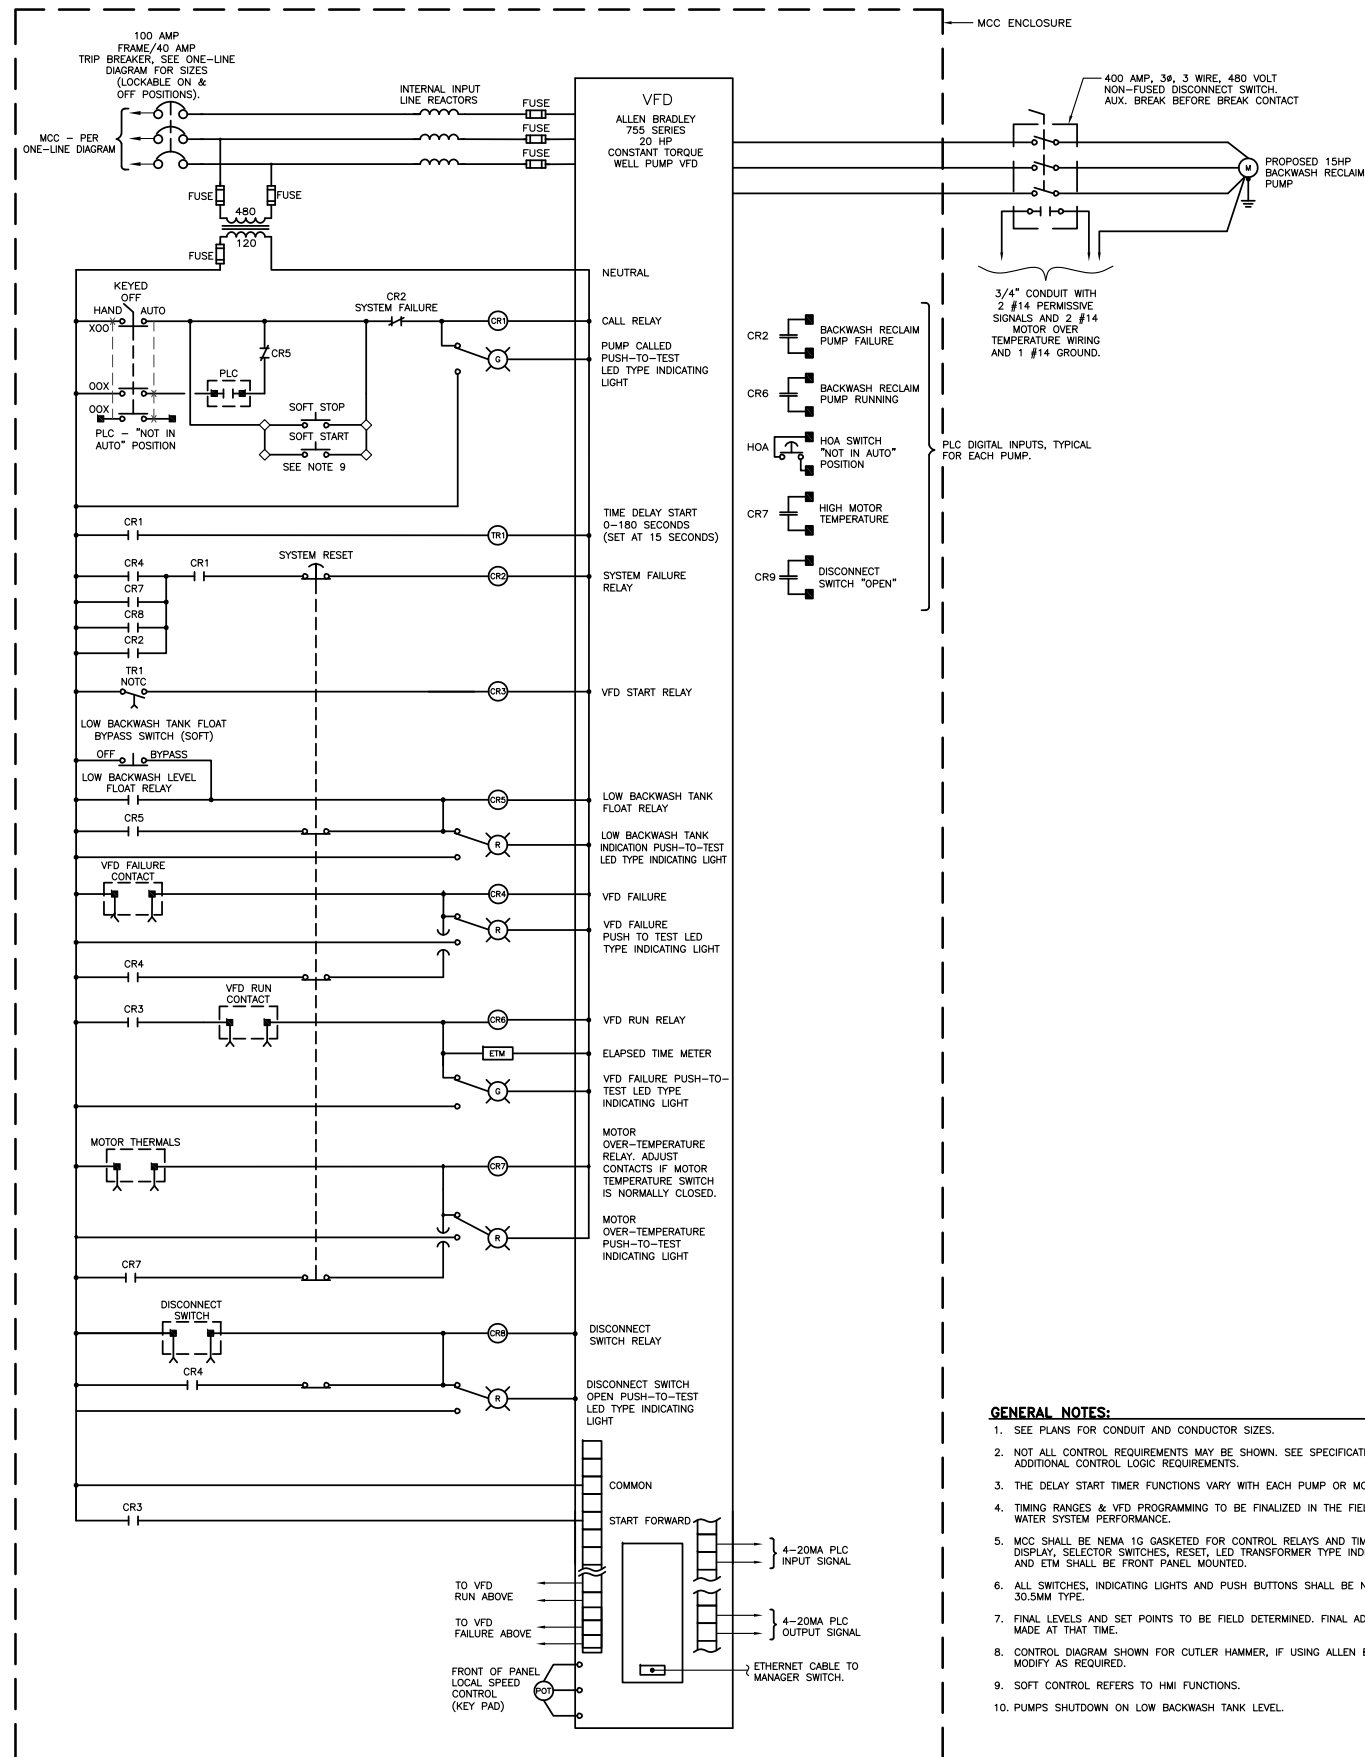 MCC ENCLOSURE
100 AMP
FRAME/40 AMP
TRIP BREAKER, SEE ONE-LINE
DIAGRAM FOR SIZES
(LOCKABLE ON &
OFF POSITIONS).
MCC - PER
ONE-LINE DIAGRAM
INTERNAL INPUT
LINE REACTORS
FUSE
FUSE
FUSE
VFD
ALLEN BRADLEY
755 SERIES
20 HP
CONSTANT TORQUE
WELL PUMP VFD
400 AMP, 3ø, 3 WIRE, 480 VOLT
NON-FUSED DISCONNECT SWITCH.
AUX. BREAK BEFORE BREAK CONTACT
M
PROPOSED 15HP
BACKWASH RECLAIM
PUMP
FUSE
FUSE
480
120
FUSE
NEUTRAL
3/4" CONDUIT WITH
2 #14 PERMISSIVE
SIGNALS AND 2 #14
MOTOR OVER
TEMPERATURE WIRING
AND 1 #14 GROUND.
KEYED
OFF
HAND AUTO
XOO
CR2
SYSTEM FAILURE
CR1
CALL RELAY
CR5
G
PUMP CALLED
PUSH-TO-TEST
LED TYPE INDICATING
LIGHT
PLC
OOX
OOX
PLC - "NOT IN
AUTO" POSITION
SOFT STOP
SOFT START
SEE NOTE 9
CR2
BACKWASH RECLAIM
PUMP FAILURE
CR6
BACKWASH RECLAIM
PUMP RUNNING
HOA
HOA SWITCH
"NOT IN AUTO"
POSITION
CR7
HIGH MOTOR
TEMPERATURE
CR9
DISCONNECT
SWITCH "OPEN"
PLC DIGITAL INPUTS, TYPICAL
FOR EACH PUMP.
CR1
TR1
TIME DELAY START
0-180 SECONDS
(SET AT 15 SECONDS)
SYSTEM RESET
CR4
CR1
CR2
SYSTEM FAILURE
RELAY
CR7
CR8
CR2
TR1
NOTC
CR3
VFD START RELAY
LOW BACKWASH TANK FLOAT
BYPASS SWITCH (SOFT)
OFF BYPASS
LOW BACKWASH LEVEL
FLOAT RELAY
CR5
LOW BACKWASH TANK
FLOAT RELAY
CR5
R
LOW BACKWASH TANK
INDICATION PUSH-TO-TEST
LED TYPE INDICATING LIGHT
VFD FAILURE
CONTACT
CR4
VFD FAILURE
R
VFD FAILURE
PUSH TO TEST LED
TYPE INDICATING LIGHT
CR4
VFD RUN
CONTACT
CR3
CR6
VFD RUN RELAY
ETM
ELAPSED TIME METER
G
VFD FAILURE PUSH-TO-
TEST LED TYPE
INDICATING LIGHT
MOTOR THERMALS
CR7
MOTOR
OVER-TEMPERATURE
RELAY. ADJUST
CONTACTS IF MOTOR
TEMPERATURE SWITCH
IS NORMALLY CLOSED.
R
MOTOR
OVER-TEMPERATURE
PUSH-TO-TEST
INDICATING LIGHT
CR7
DISCONNECT
SWITCH
CR8
DISCONNECT
SWITCH RELAY
CR4
R
DISCONNECT SWITCH
OPEN PUSH-TO-TEST
LED TYPE INDICATING
LIGHT
COMMON
CR3
START FORWARD
4-20MA PLC
INPUT SIGNAL
TO VFD
RUN ABOVE
TO VFD
FAILURE ABOVE
4-20MA PLC
OUTPUT SIGNAL
FRONT OF PANEL
LOCAL SPEED
CONTROL
(KEY PAD)
POT
ETHERNET CABLE TO
MANAGER SWITCH.
GENERAL NOTES:
1. SEE PLANS FOR CONDUIT AND CONDUCTOR SIZES.
2. NOT ALL CONTROL REQUIREMENTS MAY BE SHOWN. SEE SPECIFICATI
ADDITIONAL CONTROL LOGIC REQUIREMENTS.
3. THE DELAY START TIMER FUNCTIONS VARY WITH EACH PUMP OR MO
4. TIMING RANGES & VFD PROGRAMMING TO BE FINALIZED IN THE FIEL
WATER SYSTEM PERFORMANCE.
5. MCC SHALL BE NEMA 1G GASKETED FOR CONTROL RELAYS AND TIM
DISPLAY, SELECTOR SWITCHES, RESET, LED TRANSFORMER TYPE IND
AND ETM SHALL BE FRONT PANEL MOUNTED.
6. ALL SWITCHES, INDICATING LIGHTS AND PUSH BUTTONS SHALL BE N
30.5MM TYPE.
7. FINAL LEVELS AND SET POINTS TO BE FIELD DETERMINED. FINAL AD
MADE AT THAT TIME.
8. CONTROL DIAGRAM SHOWN FOR CUTLER HAMMER, IF USING ALLEN B
MODIFY AS REQUIRED.
9. SOFT CONTROL REFERS TO HMI FUNCTIONS.
10. PUMPS SHUTDOWN ON LOW BACKWASH TANK LEVEL.